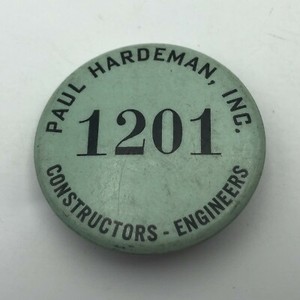 PAUL HARDEMAN, INC.
1201
CONSTRUCTORS - ENGINEERS